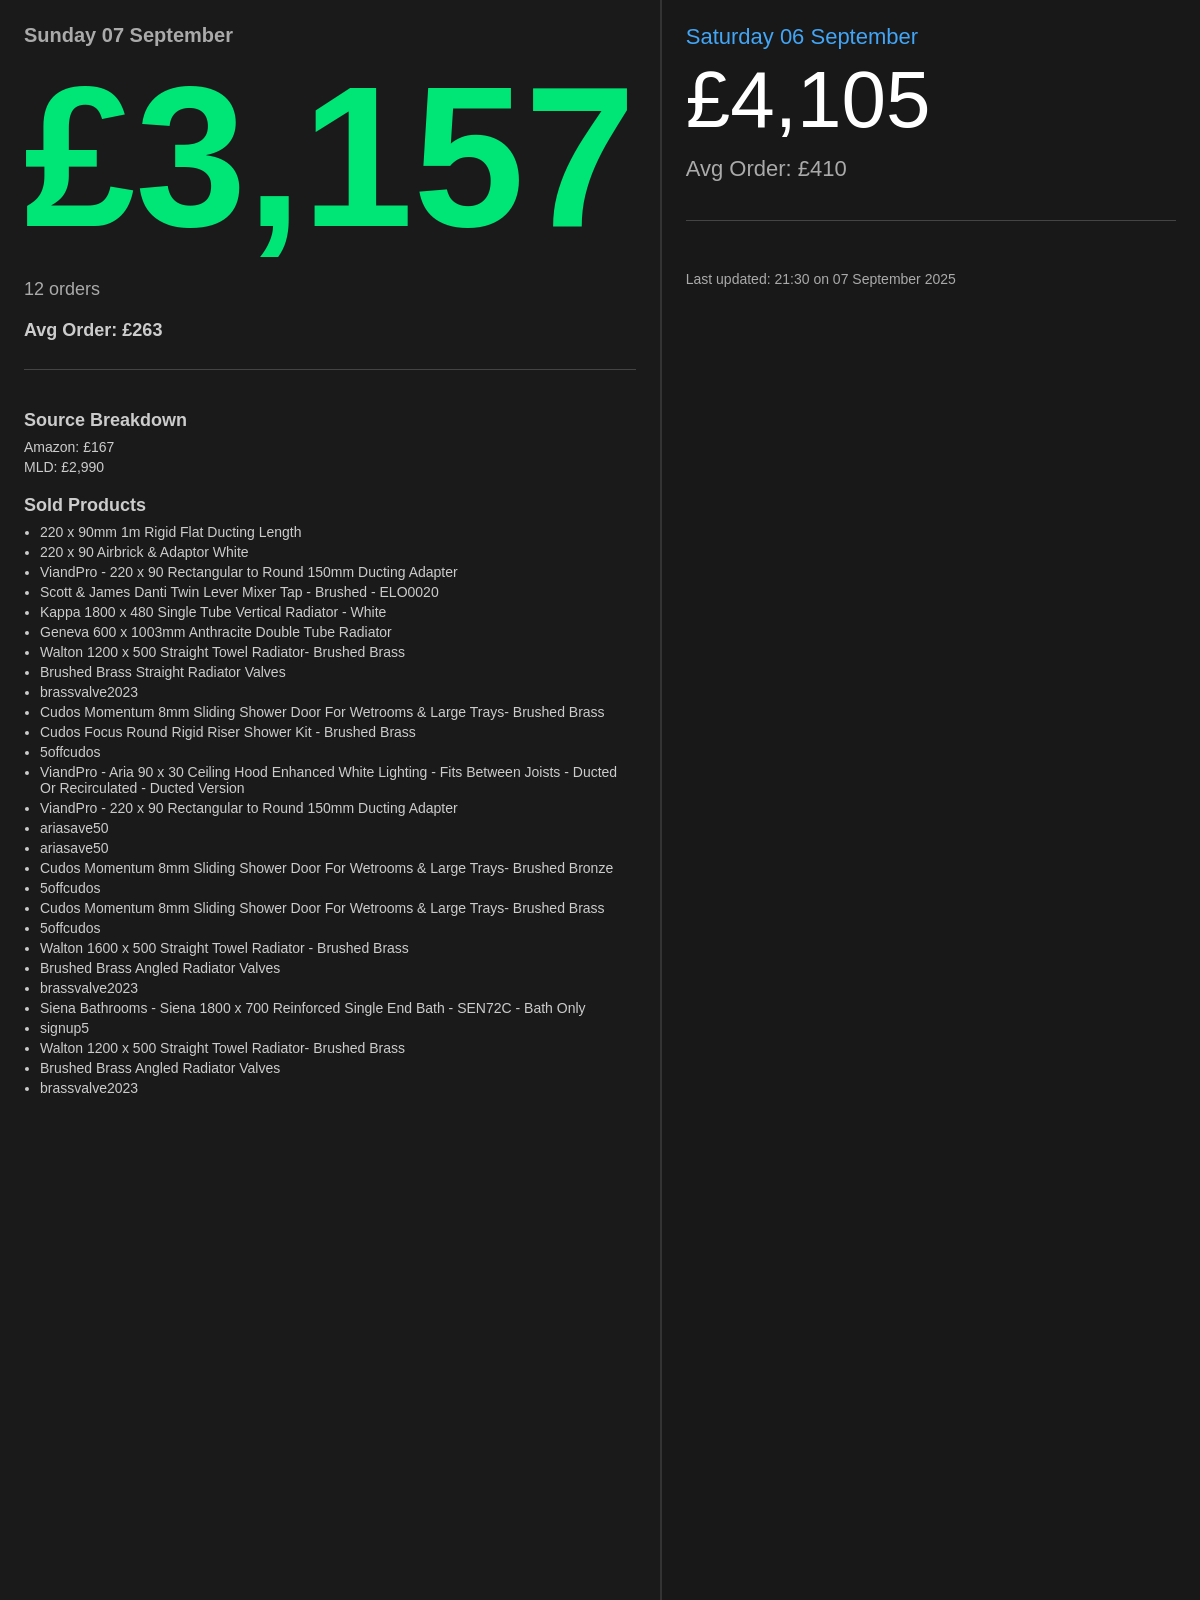 Sunday 07 September
£3,157
12 orders
Avg Order: £263
Source Breakdown
Amazon: £167
MLD: £2,990
Sold Products
• 220 x 90mm 1m Rigid Flat Ducting Length
• 220 x 90 Airbrick & Adaptor White
• ViandPro - 220 x 90 Rectangular to Round 150mm Ducting Adapter
• Scott & James Danti Twin Lever Mixer Tap - Brushed - ELO0020
• Kappa 1800 x 480 Single Tube Vertical Radiator - White
• Geneva 600 x 1003mm Anthracite Double Tube Radiator
• Walton 1200 x 500 Straight Towel Radiator- Brushed Brass
• Brushed Brass Straight Radiator Valves
• brassvalve2023
• Cudos Momentum 8mm Sliding Shower Door For Wetrooms & Large Trays- Brushed Brass
• Cudos Focus Round Rigid Riser Shower Kit - Brushed Brass
• 5offcudos
• ViandPro - Aria 90 x 30 Ceiling Hood Enhanced White Lighting - Fits Between Joists - Ducted
Or Recirculated - Ducted Version
• ViandPro - 220 x 90 Rectangular to Round 150mm Ducting Adapter
• ariasave50
• ariasave50
• Cudos Momentum 8mm Sliding Shower Door For Wetrooms & Large Trays- Brushed Bronze
• 5offcudos
• Cudos Momentum 8mm Sliding Shower Door For Wetrooms & Large Trays- Brushed Brass
• 5offcudos
• Walton 1600 x 500 Straight Towel Radiator - Brushed Brass
• Brushed Brass Angled Radiator Valves
• brassvalve2023
• Siena Bathrooms - Siena 1800 x 700 Reinforced Single End Bath - SEN72C - Bath Only
• signup5
• Walton 1200 x 500 Straight Towel Radiator- Brushed Brass
• Brushed Brass Angled Radiator Valves
• brassvalve2023
Saturday 06 September
£4,105
Avg Order: £410
Last updated: 21:30 on 07 September 2025